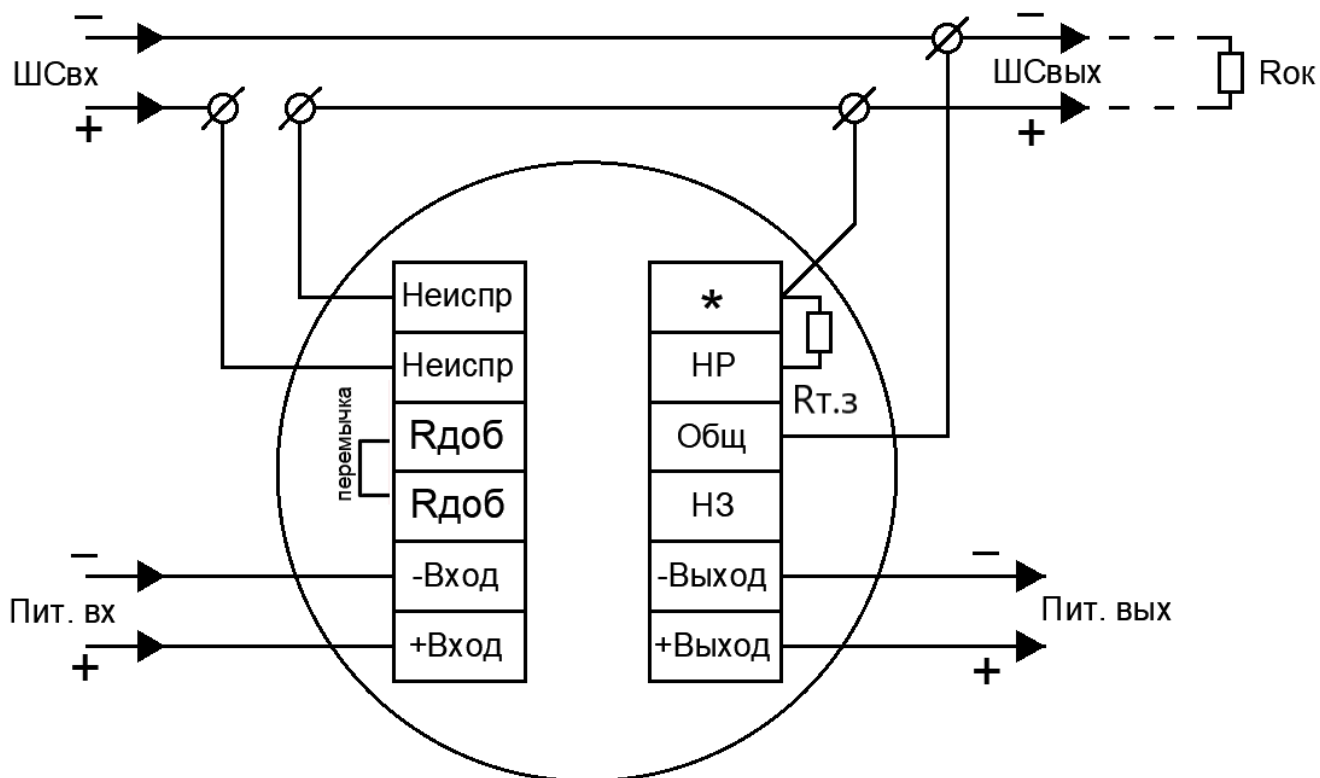 −
−
ШСвх
ШСвых
Rок
+
+
Неиспр
*
Неиспр
НР
Rт.з
перемычка
Rдоб
Общ
Rдоб
НЗ
−
-Вход
-Выход
−
Пит. вх
Пит. вых
+
+Вход
+Выход
+